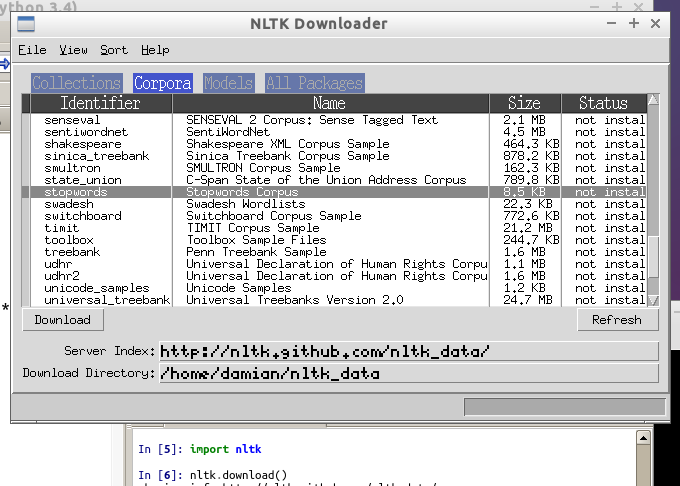 ython 3.4)
NLTK Downloader
File View Sort Help
Collections Corpora Models All Packages
Identifier Name Size Status
senseval SENSEVAL 2 Corpus: Sense Tagged Text 2.1 MB not instal
sentiwordnet SentiWordNet 4.5 MB not instal
shakespeare Shakespeare XML Corpus Sample 464.3 KB not instal
sinica_treebank Sinica Treebank Corpus Sample 878.2 KB not instal
smultron SMULTRON Corpus Sample 162.3 KB not instal
state_union C-Span State of the Union Address Corpus 789.8 KB not instal
stopwords Stopwords Corpus 8.5 KB not instal
swadesh Swadesh Wordlists 22.3 KB not instal
switchboard Switchboard Corpus Sample 772.6 KB not instal
timit TIMIT Corpus Sample 21.2 MB not instal
toolbox Toolbox Sample Files 244.7 KB not instal
treebank Penn Treebank Sample 1.6 MB not instal
udhr Universal Declaration of Human Rights Corpu 1.1 MB not instal
udhr2 Universal Declaration of Human Rights Corpu 1.6 MB not instal
unicode_samples Unicode Samples 1.2 KB not instal
universal_treebank Universal Treebanks Version 2.0 24.7 MB not instal
Download Refresh
Server Index: http://nltk.github.com/nltk_data/
Download Directory: /home/damian/nltk_data
In [5]: import nltk
In [6]: nltk.download()